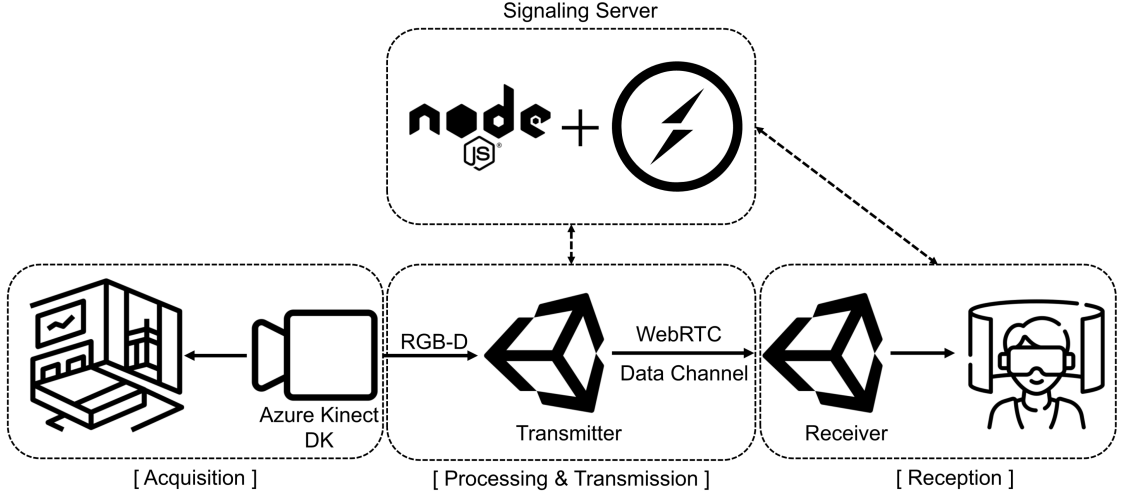 Signaling Server
node
JS
RGB-D
WebRTC
Data Channel
Azure Kinect
DK
Transmitter
Receiver
[ Acquisition ]
[ Processing & Transmission ]
[ Reception ]